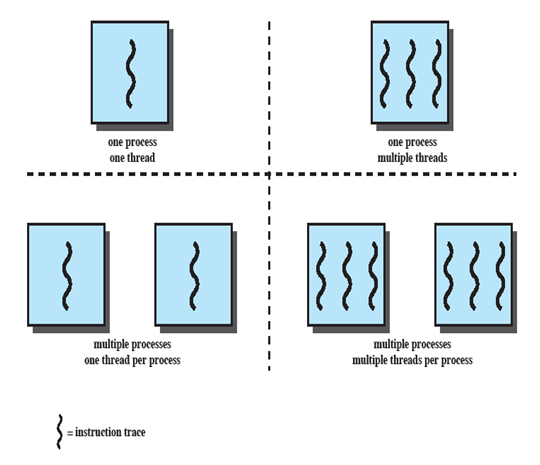 one process
one thread
one process
multiple threads
multiple processes
one thread per process
multiple processes
multiple threads per process
= instruction trace